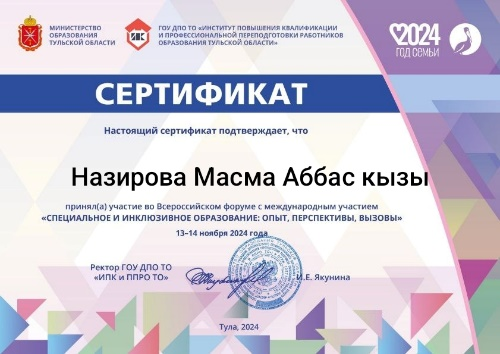 МИНИСТЕРСТВО
ОБРАЗОВАНИЯ
ТУЛЬСКОЙ ОБЛАСТИ
ИПК
ГОУ ДПО ТО «ИНСТИТУТ ПОВЫШЕНИЯ КВАЛИФИКАЦИИ
И ПРОФЕССИОНАЛЬНОЙ ПЕРЕПОДГОТОВКИ РАБОТНИКОВ
ОБРАЗОВАНИЯ ТУЛЬСКОЙ ОБЛАСТИ»
2024
ГОД СЕМЬИ
СЕРТИФИКАТ
Настоящий сертификат подтверждает, что
Назирова Масма Аббас кызы
принял(а) участие во Всероссийском форуме с международным участием
«СПЕЦИАЛЬНОЕ И ИНКЛЮЗИВНОЕ ОБРАЗОВАНИЕ: ОПЫТ, ПЕРСПЕКТИВЫ, ВЫЗОВЫ»
13–14 ноября 2024 года
Ректор ГОУ ДПО ТО
«ИПК и ППРО ТО»
И.Е. Якунина
Тула, 2024